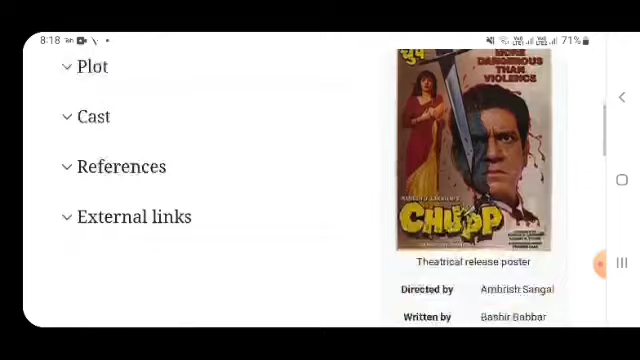 8:18
71%
Plot
Cast
References
External links
चुप
MORE
DANGEROUS
THAN
VIOLENCE
CHUPP
Theatrical release poster
Directed by Ambrish Sangal
Written by Bashir Babbar